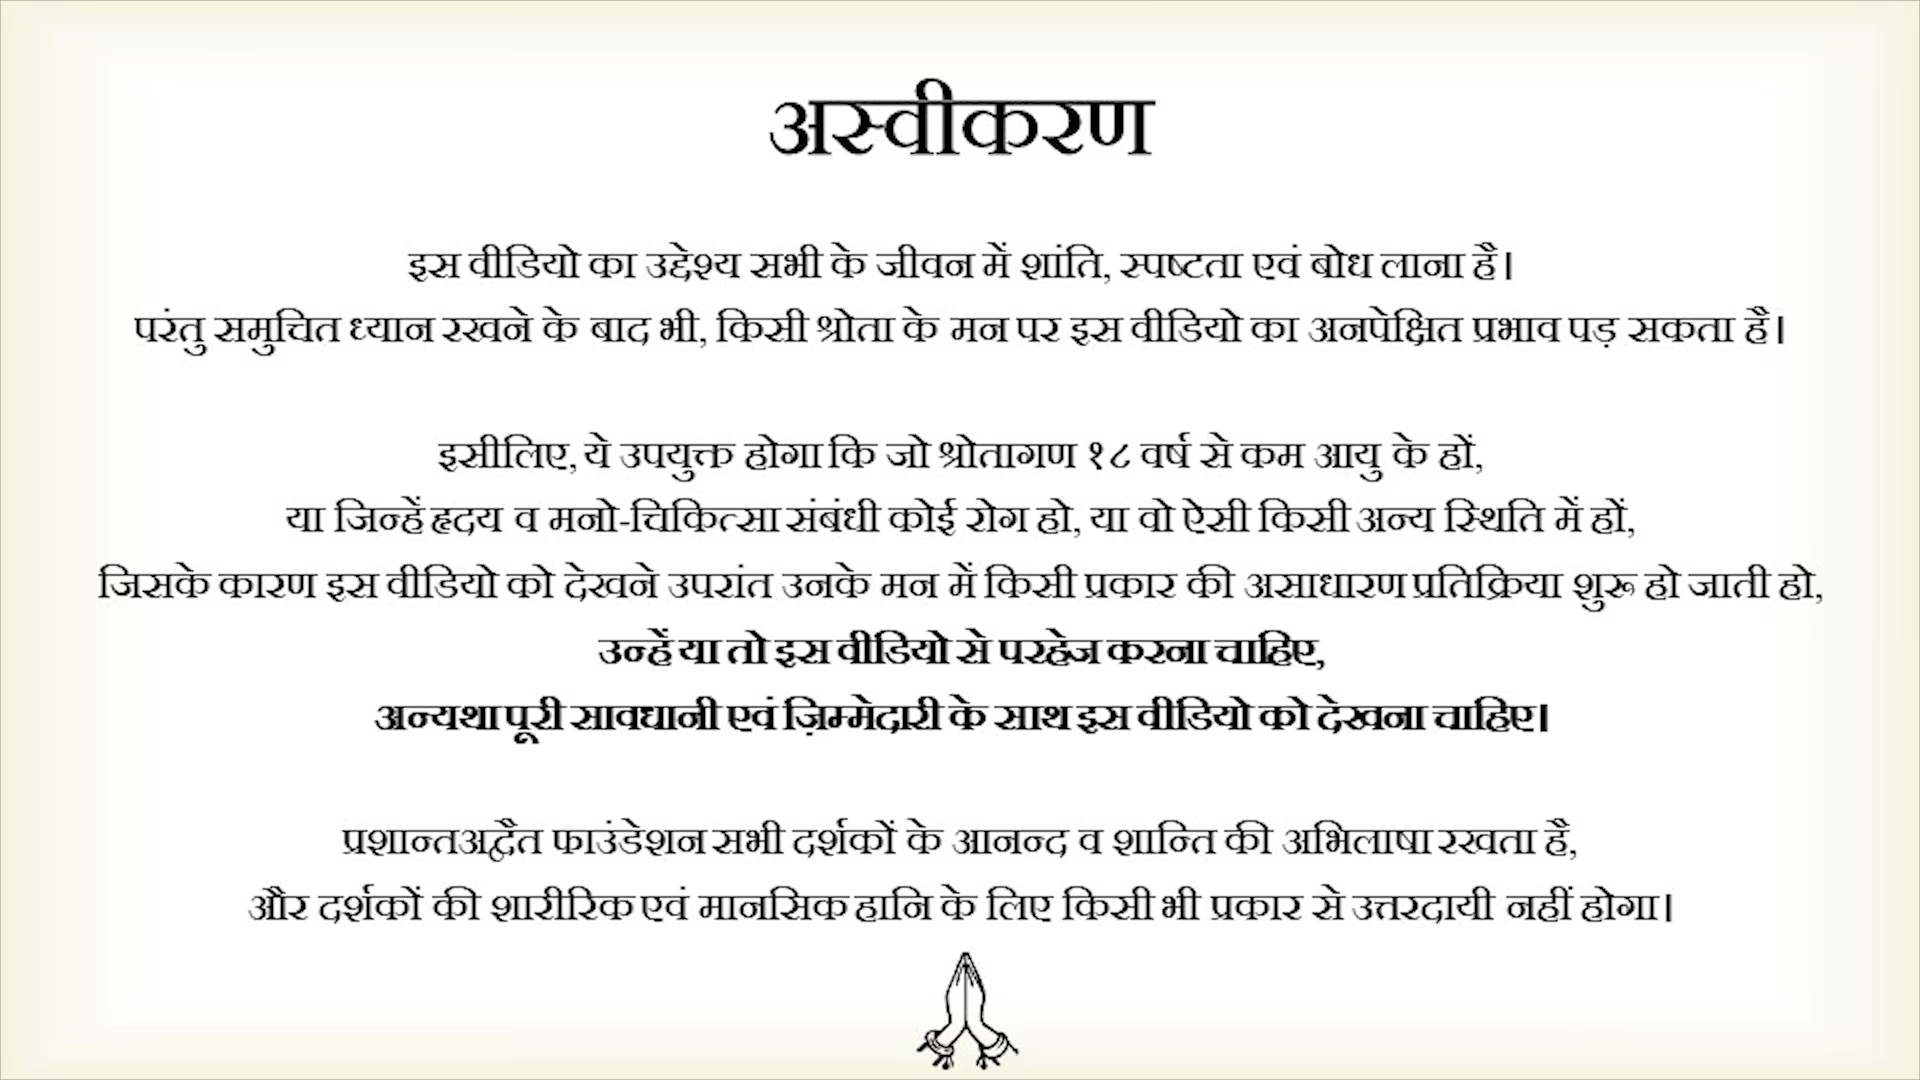 अस्वीकरण
इस वीडियो का उद्देश्य सभी के जीवन में शांति, स्पष्टता एवं बोध लाना है।
परंतु समुचित ध्यान रखने के बाद भी, किसी श्रोता के मन पर इस वीडियो का अनपेक्षित प्रभाव पड़ सकता है।
इसीलिए, ये उपयुक्त होगा कि जो श्रोतागण १८ वर्ष से कम आयु के हों,
या जिन्हें हृदय व मनो-चिकित्सा संबंधी कोई रोग हो, या वो ऐसी किसी अन्य स्थिति में हों,
जिसके कारण इस वीडियो को देखने उपरांत उनके मन में किसी प्रकार की असाधारण प्रतिक्रिया शुरू हो जाती हो,
उन्हें या तो इस वीडियो से परहेज करना चाहिए,
अन्यथा पूरी सावधानी एवं ज़िम्मेदारी के साथ इस वीडियो को देखना चाहिए।
प्रशान्तअद्वैत फाउंडेशन सभी दर्शकों के आनन्द व शान्ति की अभिलाषा रखता है,
और दर्शकों की शारीरिक एवं मानसिक हानि के लिए किसी भी प्रकार से उत्तरदायी नहीं होगा।